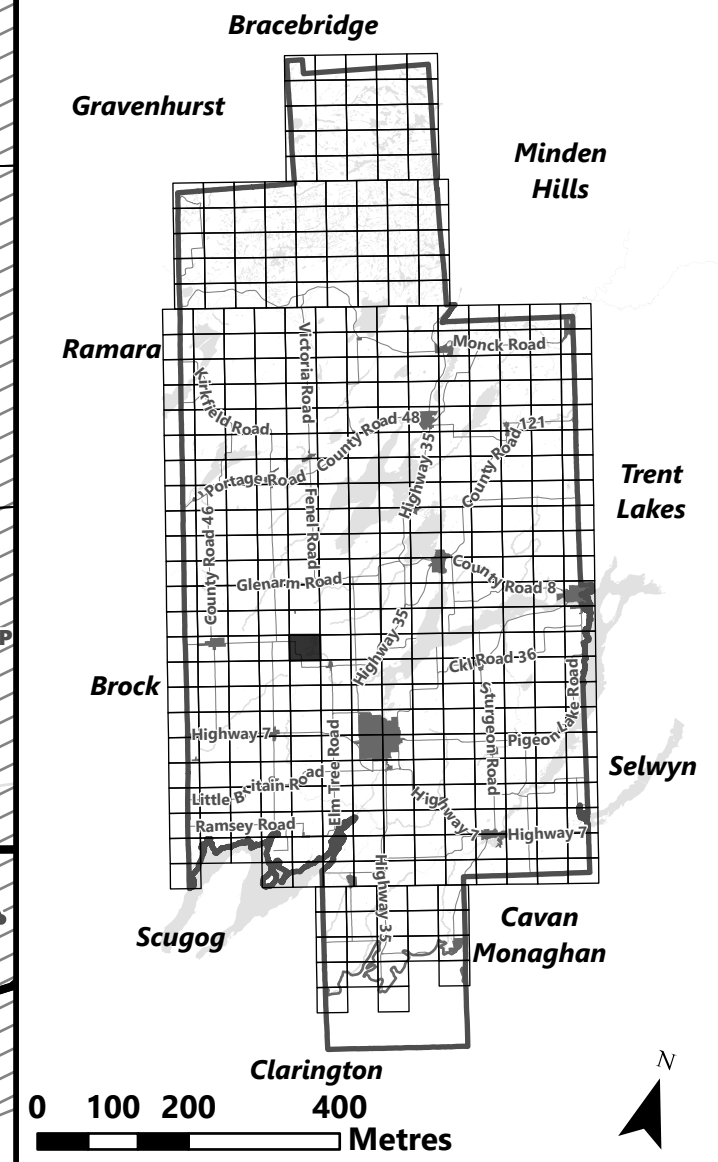 Bracebridge
Gravenhurst
Minden
Hills
Ramara
Monck Road
Victoria Road
Kirkfield Road
County Road 48
County Road 121
Highway 35
Portage Road
Trent
Lakes
Fenel Road
County Road 46
Glenarm Road
County Road 8
P
Highway 35
Ckl Road 36
Brock
Sturgeon Road
Pigeon Lake Road
Highway 7
Elm Tree Road
Selwyn
Little Britain Road
Highway 7
Ramsey Road
Highway 7
Highway 35
Scugog
Cavan
Monaghan
Clarington
N
0 100 200 400
Metres